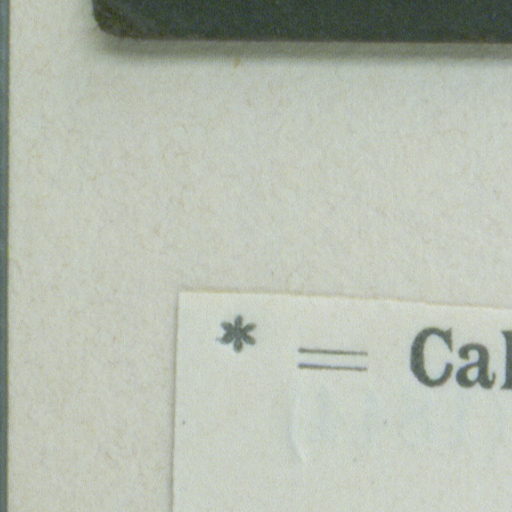 * = Cal